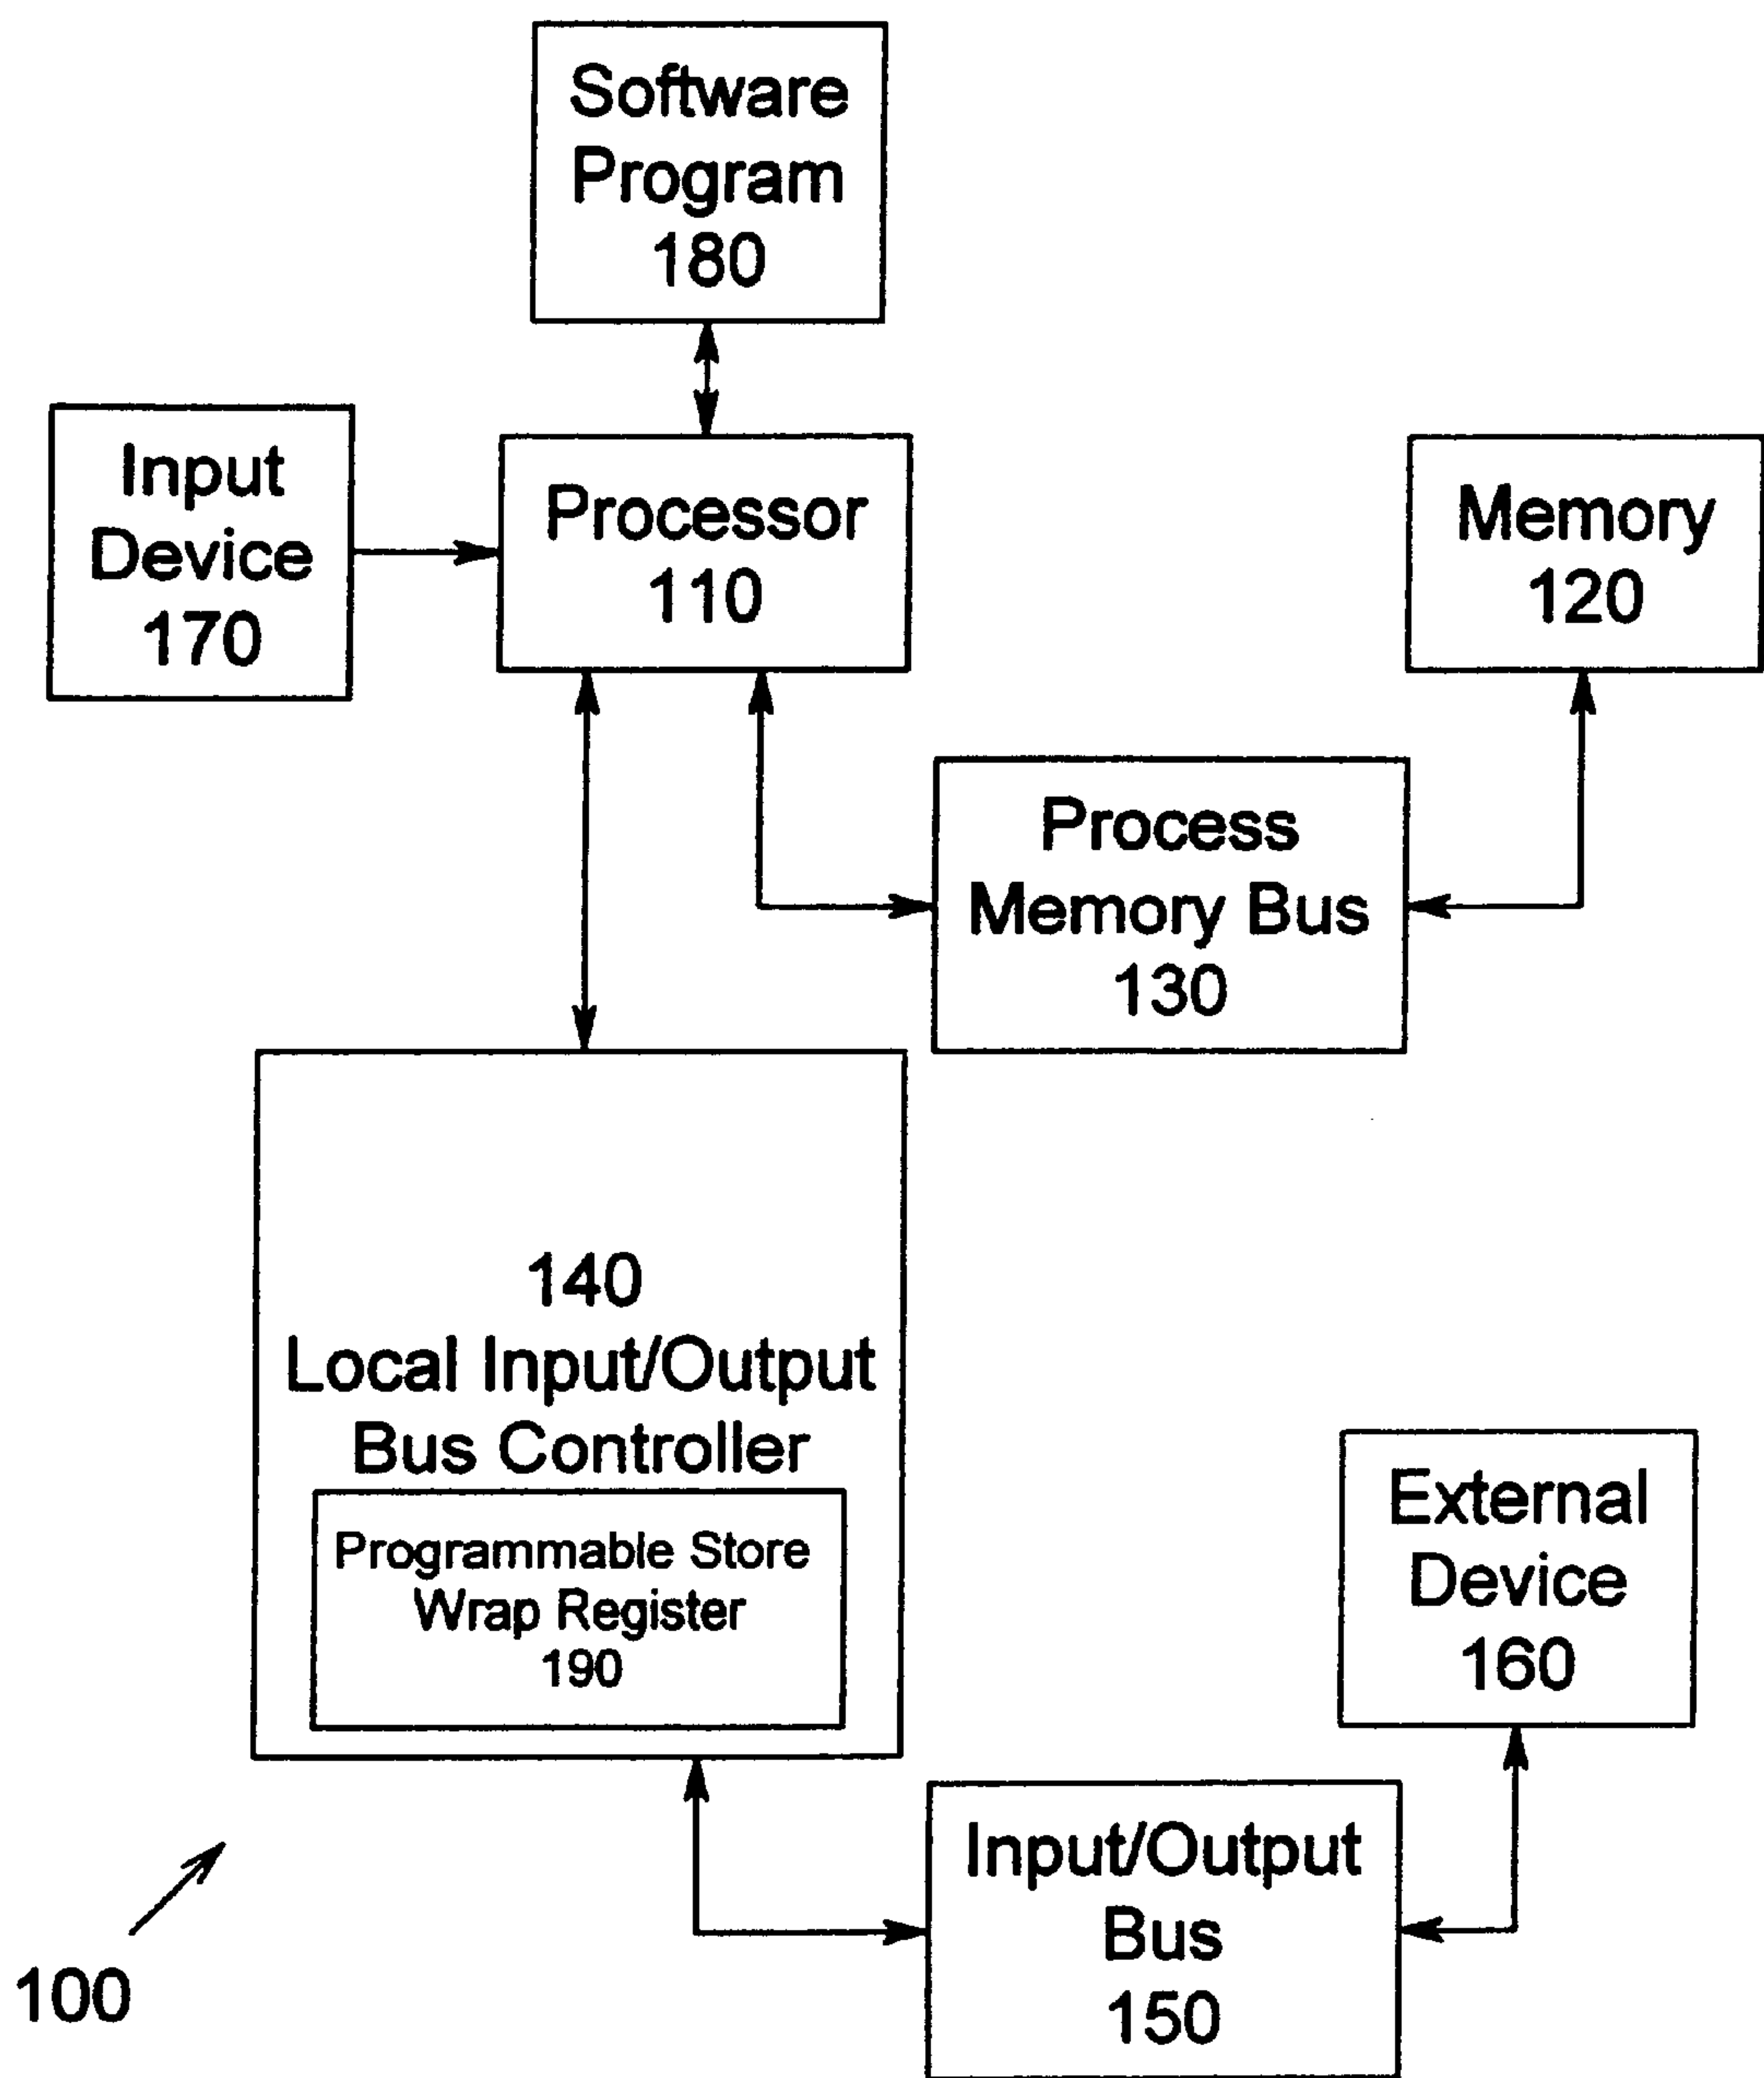 Software
Program
180
Input
Device
170
Processor
110
Memory
120
Process
Memory Bus
130
140
Local Input/Output
Bus Controller
Programmable Store
Wrap Register
190
External
Device
160
Input/Output
Bus
150
100